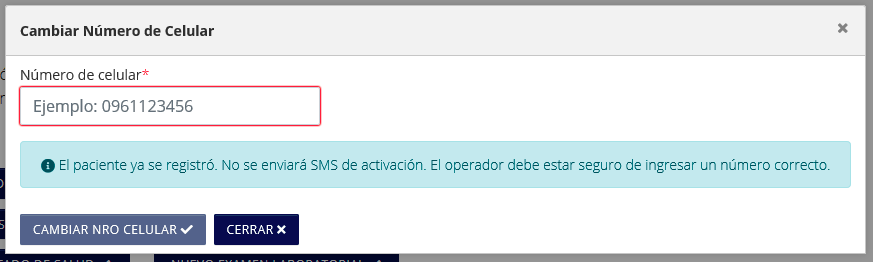 Cambiar Número de Celular
Número de celular*
Ejemplo: 0961123456
El paciente ya se registró. No se enviará SMS de activación. El operador debe estar seguro de ingresar un número correcto.
CAMBIAR NRO CELULAR
CERRAR